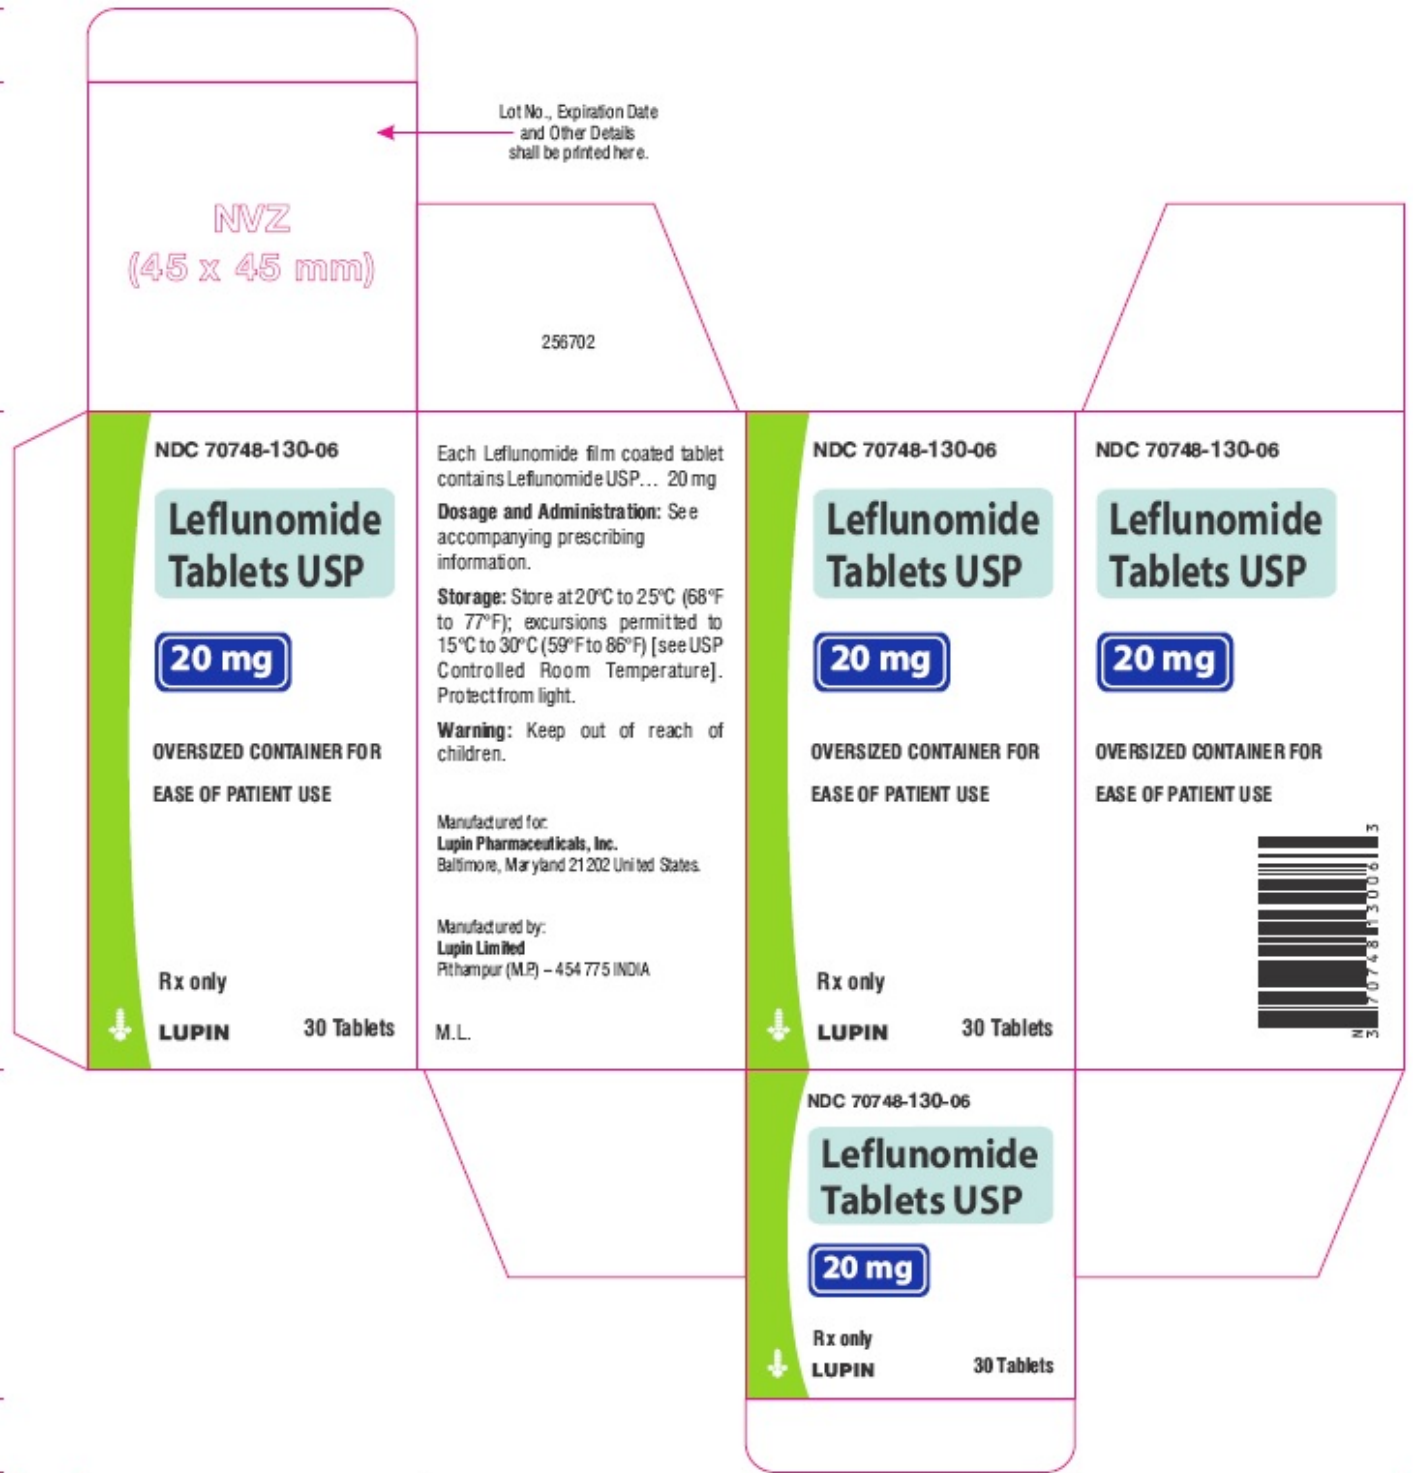 Lot No., Expiration Date
and Other Details
shall be printed here.
NVZ
(45 x 45 mm)
256702
NDC 70748-130-06
Leflunomide
Tablets USP
20 mg
OVERSIZED CONTAINER FOR
EASE OF PATIENT USE
Rx only
LUPIN 30 Tablets
Each Leflunomide film coated tablet
contains Leflunomide USP... 20 mg
Dosage and Administration: See
accompanying prescribing
information.
Storage: Store at 20°C to 25°C (68°F
to 77°F); excursions permitted to
15°C to 30°C (59°F to 86°F) [see USP
Controlled Room Temperature].
Protect from light.
Warning: Keep out of reach of
children.
Manufactured for:
Lupin Pharmaceuticals, Inc.
Baltimore, Maryland 21202 United States.
Manufactured by:
Lupin Limited
Pithampur (M.P.) – 454 775 INDIA
M.L.
NDC 70748-130-06
Leflunomide
Tablets USP
20 mg
OVERSIZED CONTAINER FOR
EASE OF PATIENT USE
Rx only
LUPIN 30 Tablets
NDC 70748-130-06
Leflunomide
Tablets USP
20 mg
OVERSIZED CONTAINER FOR
EASE OF PATIENT USE
N 3 70748 13006 3
NDC 70748-130-06
Leflunomide
Tablets USP
20 mg
Rx only
LUPIN 30 Tablets